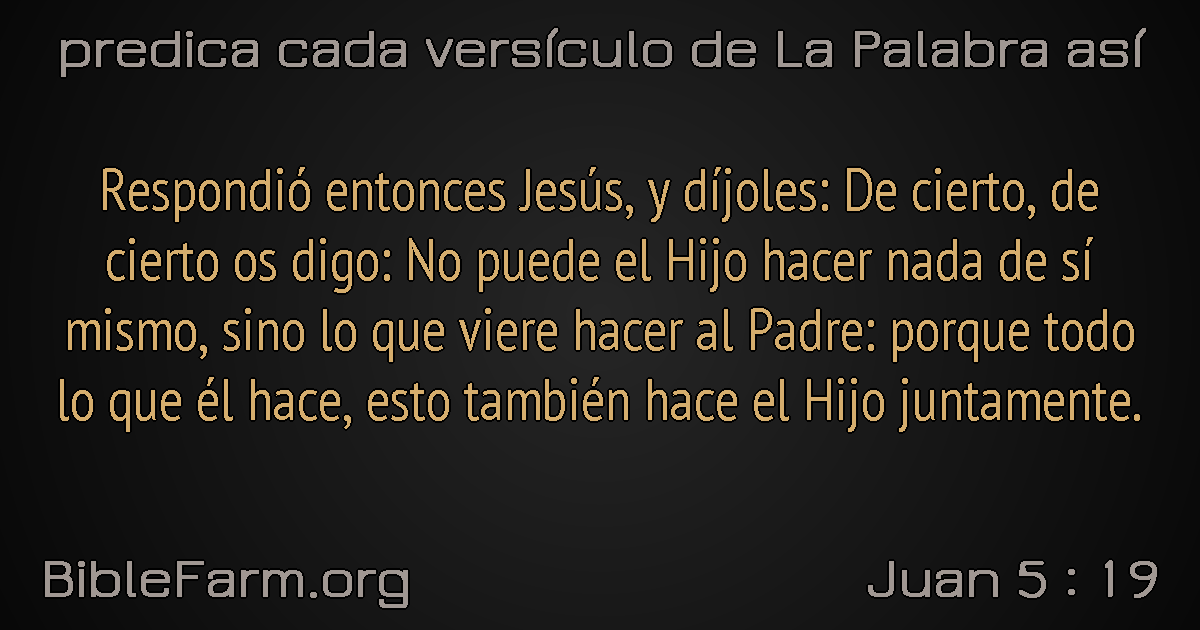 predica cada versículo de La Palabra así
Respondió entonces Jesús, y díjoles: De cierto, de
cierto os digo: No puede el Hijo hacer nada de sí
mismo, sino lo que viere hacer al Padre: porque todo
lo que él hace, esto también hace el Hijo juntamente.
BibleFarm.org
Juan 5 : 19